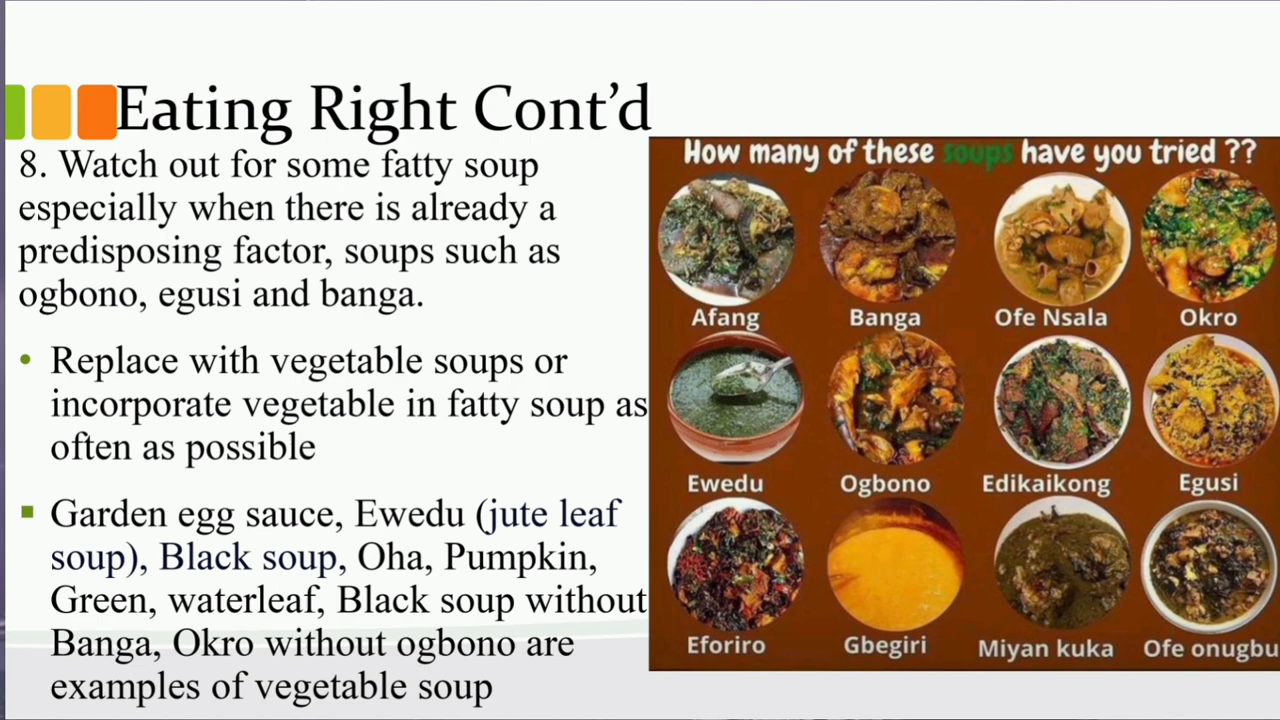 Eating Right Cont’d
8. Watch out for some fatty soup
especially when there is already a
predisposing factor, soups such as
ogbono, egusi and banga.
• Replace with vegetable soups or
incorporate vegetable in fatty soup as
often as possible
▪ Garden egg sauce, Ewedu (jute leaf
soup), Black soup, Oha, Pumpkin,
Green, waterleaf, Black soup without
Banga, Okro without ogbono are
examples of vegetable soup
How many of these soups have you tried ??
Afang Banga Ofe Nsala Okro
Ewedu Ogbono Edikaikong Egusi
Eforiro Gbegiri Miyan kuka Ofe onugbu